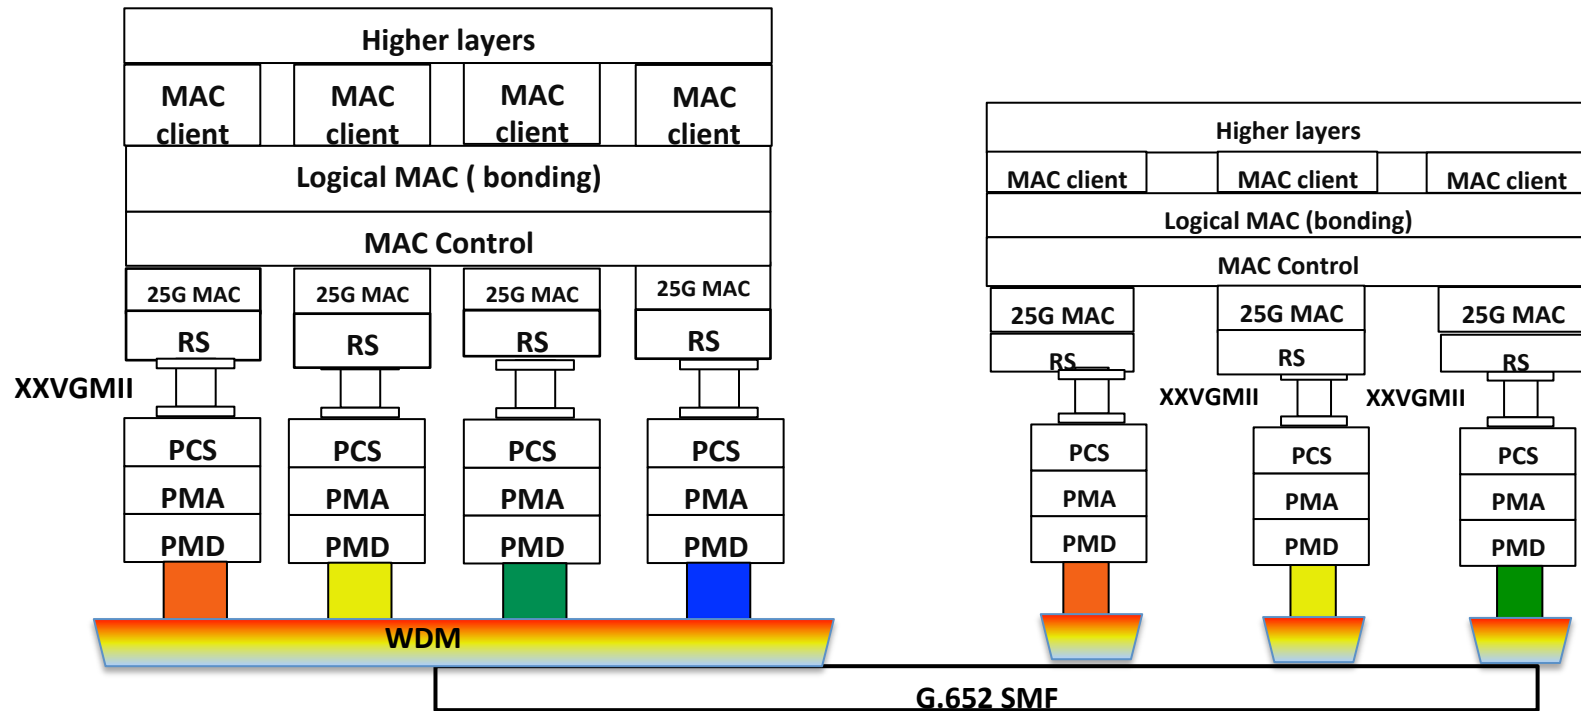 Higher layers
MAC
client
MAC
client
MAC
client
MAC
client
Logical MAC ( bonding)
MAC Control
25G MAC
25G MAC
25G MAC
25G MAC
RS
RS
RS
RS
XXVGMII
PCS
PCS
PCS
PCS
PMA
PMA
PMA
PMA
PMD
PMD
PMD
PMD
WDM
Higher layers
MAC client
MAC client
MAC client
Logical MAC (bonding)
MAC Control
25G MAC
25G MAC
25G MAC
RS
RS
RS
XXVGMII
XXVGMII
PCS
PCS
PCS
PMA
PMA
PMA
PMD
PMD
PMD
G.652 SMF